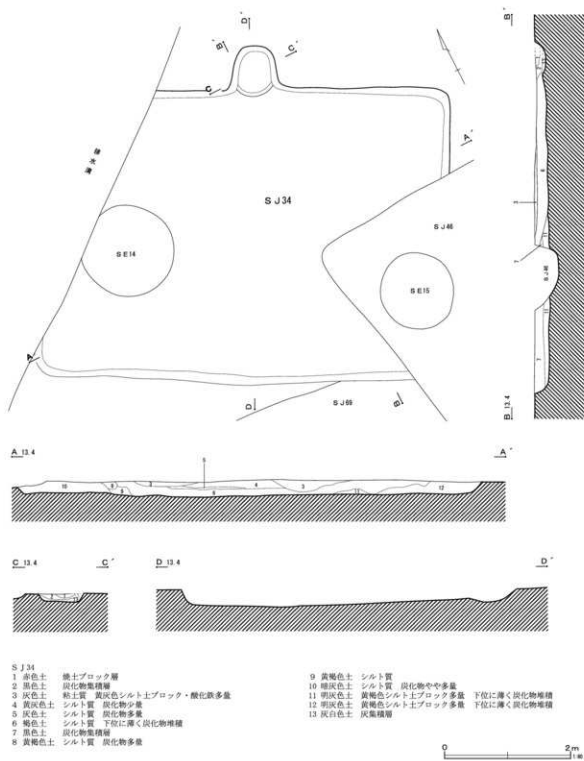 D´
B´
C´
C
B´
A´
排水溝
SJ34
SJ46
SE14
SE15
A
D
B
SJ69
SJ46
B 13.4
A 13.4
A´
10
9
8
3
5
4
3
12
C 13.4
C´
D 13.4
D´
SJ34
1 赤色土 焼土ブロック層
2 黒色土 炭化物集積層
3 灰色土 粘土質 黄灰色シルト土ブロック・酸化鉄多量
4 黄灰色土 シルト質 炭化物少量
5 灰色土 シルト質 炭化物多量
6 褐色土 シルト質 下位に薄く炭化物堆積
7 黒色土 炭化物集積層
8 黄褐色土 シルト質 炭化物多量
9 黄褐色土 シルト質
10 暗灰色土 シルト質 炭化物やや多量
11 明灰色土 黄褐色シルト土ブロック多量 下位に薄く炭化物堆積
12 明灰色土 黄褐色シルト土ブロック多量 下位に薄く炭化物堆積
13 灰白色土 灰集積層
0 2m